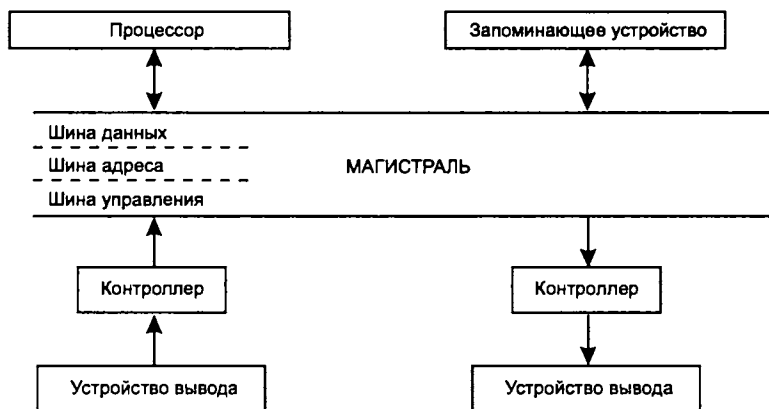 Процессор
Запоминающее устройство
Шина данных
Шина адреса
МАГИСТРАЛЬ
Шина управления
Контроллер
Контроллер
Устройство вывода
Устройство вывода